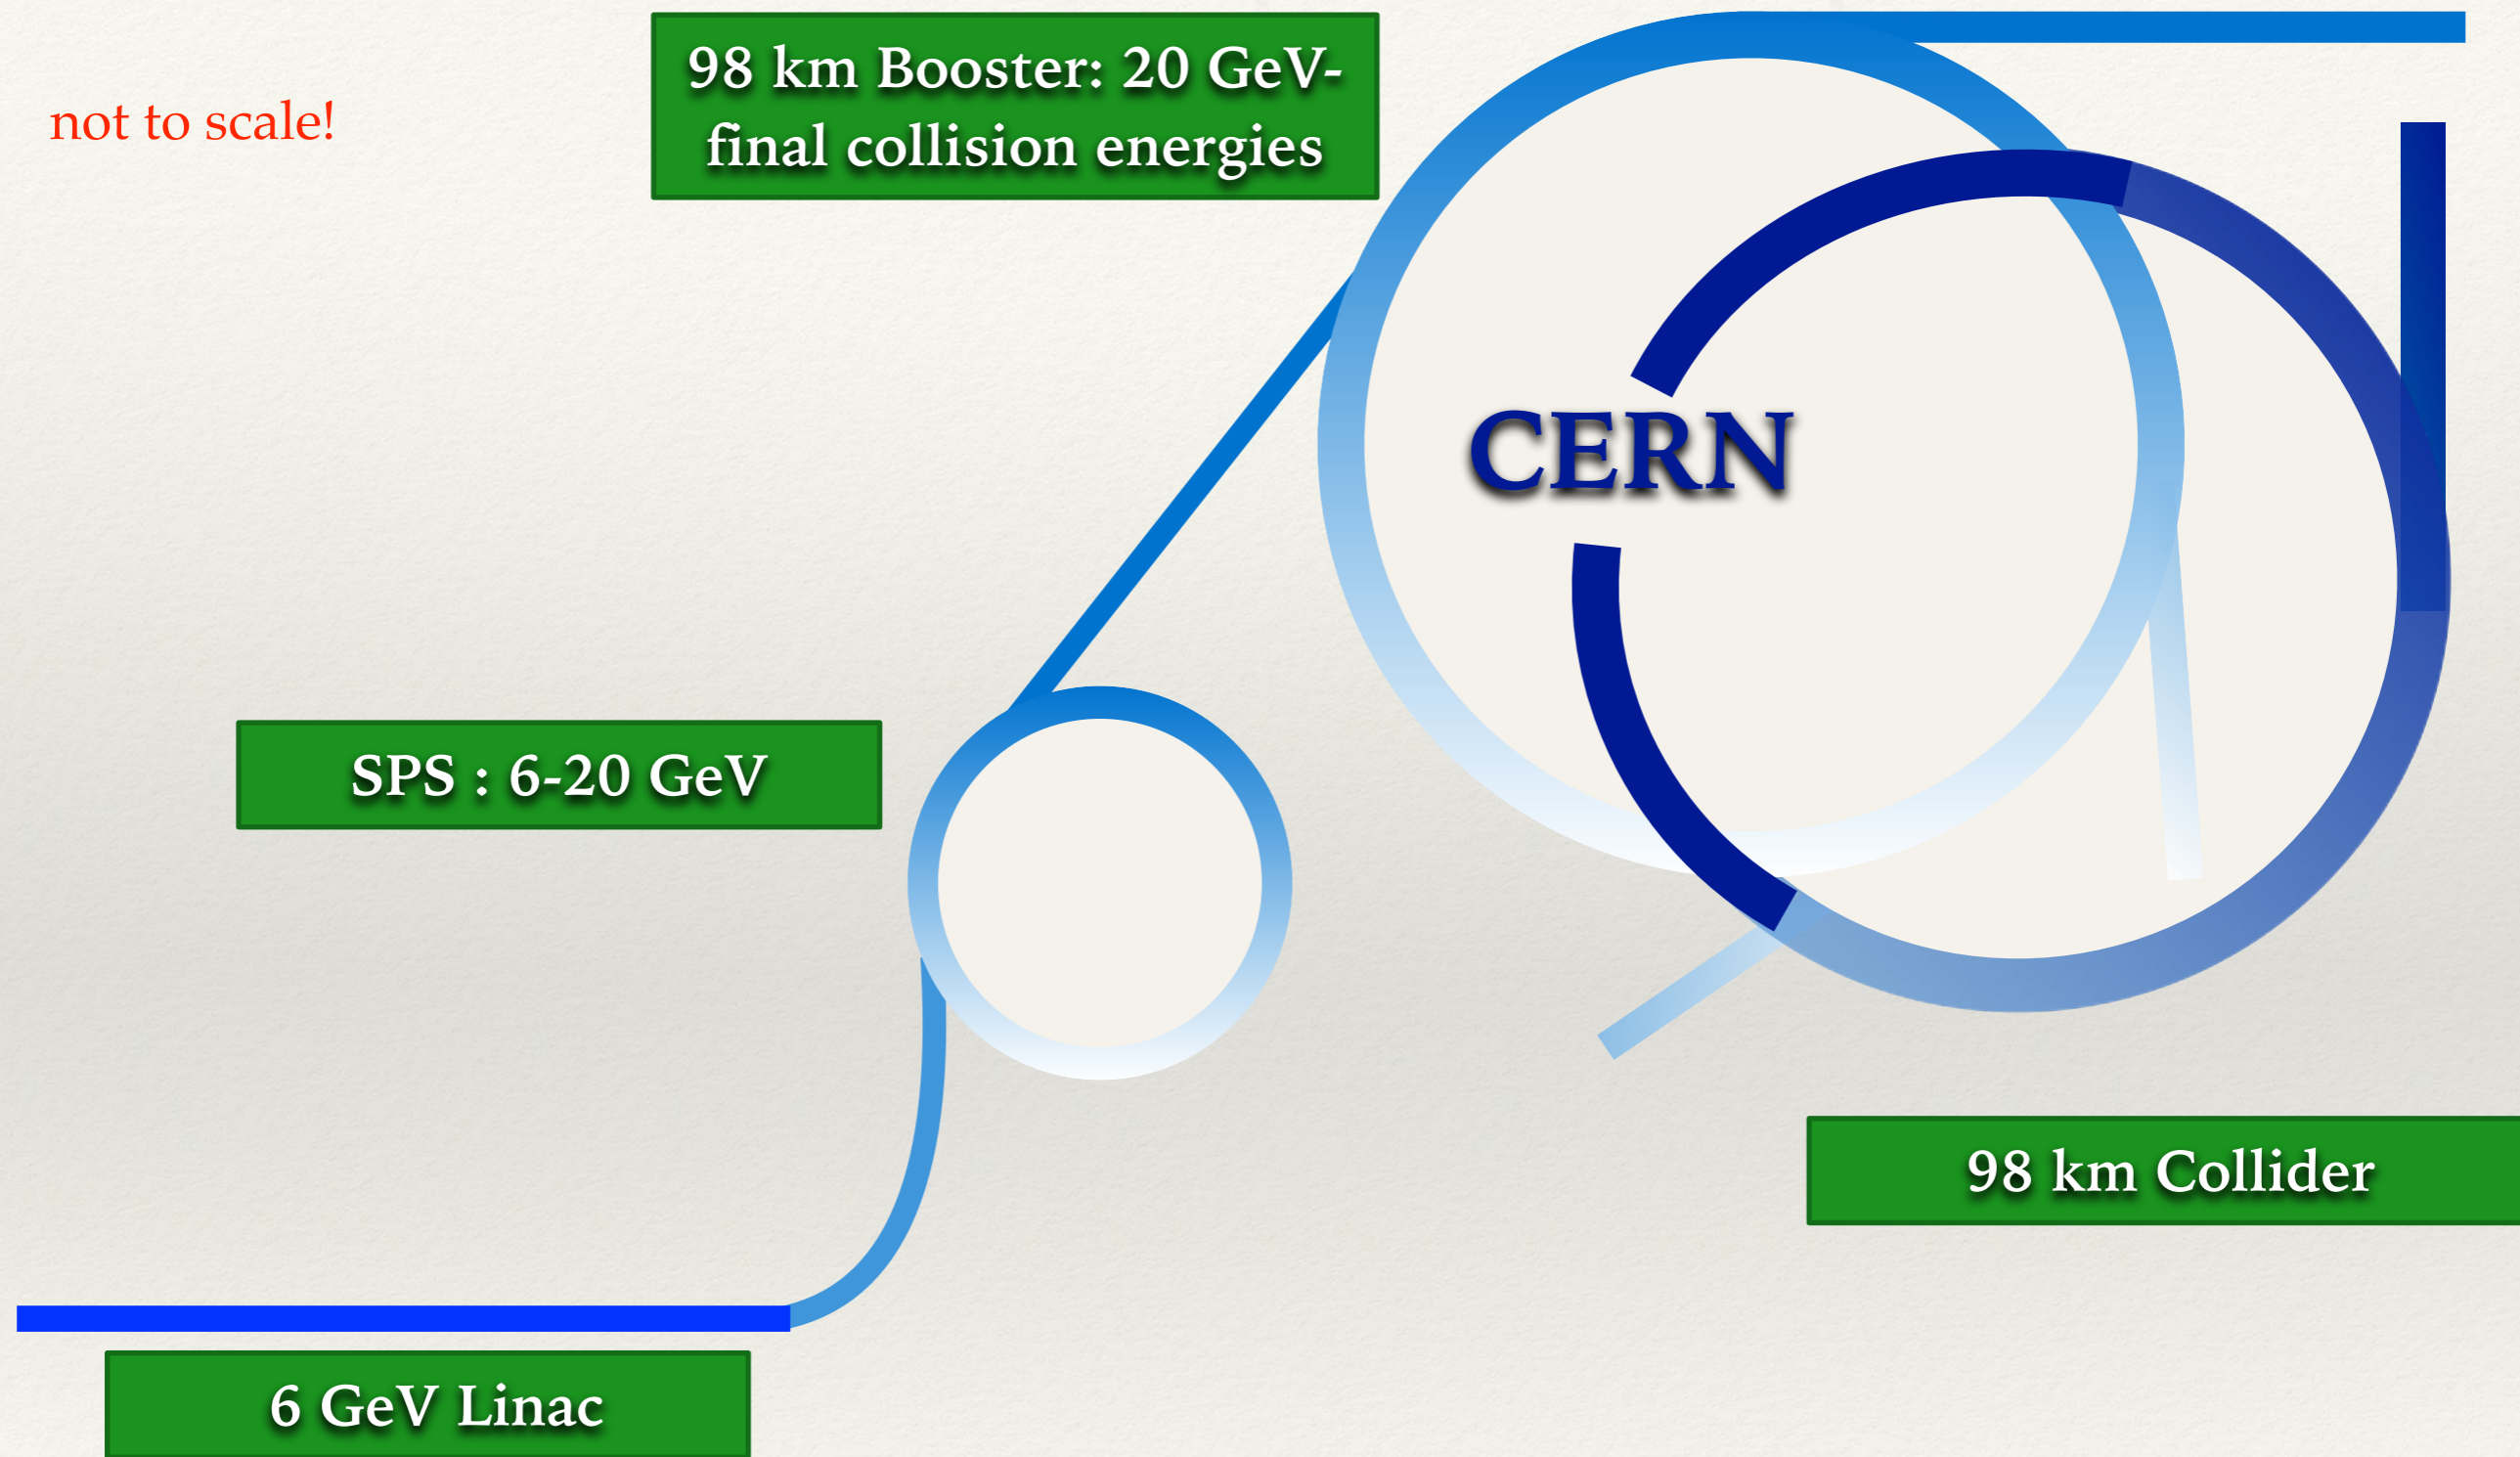 98 km Booster: 20 GeV-
final collision energies
not to scale!
CERN
SPS : 6-20 GeV
98 km Collider
6 GeV Linac